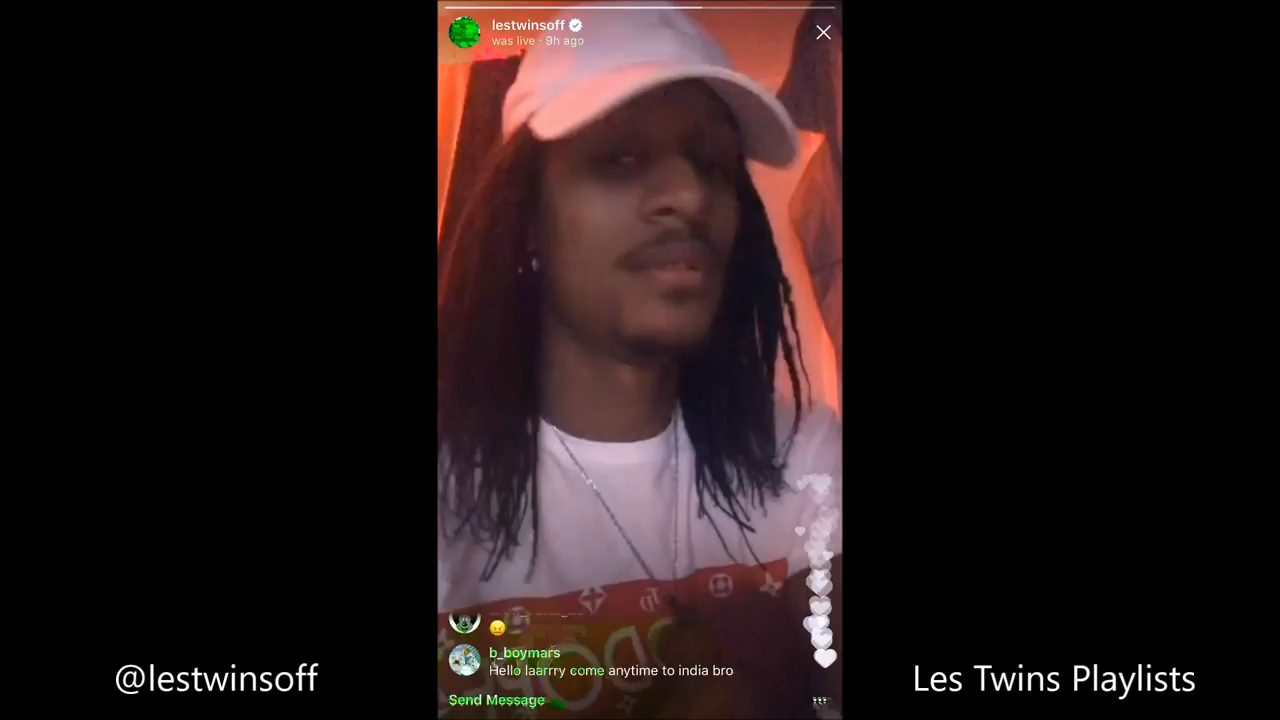 lestwinsoff
was live · 9h ago
b_boymars
Hello laarrry come anytime to india bro
Send Message
@lestwinsoff
Les Twins Playlists